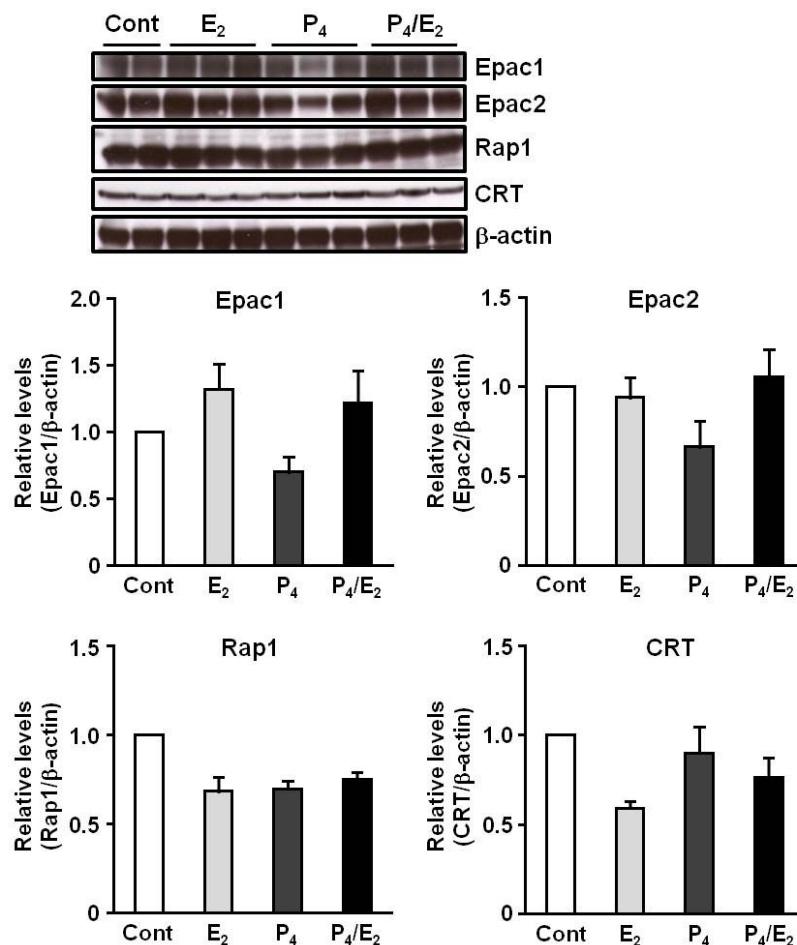 Cont E₂ P₄ P₄/E₂
Epac1
Epac2
Rap1
CRT
β-actin
Epac1
Relative levels
(Epac1/β-actin)
2.0
1.5
1.0
0.5
0
Cont E₂ P₄ P₄/E₂
Epac2
Relative levels
(Epac2/β-actin)
1.5
1.0
0.5
0
Cont E₂ P₄ P₄/E₂
Rap1
Relative levels
(Rap1/β-actin)
1.5
1.0
0.5
0
Cont E₂ P₄ P₄/E₂
CRT
Relative levels
(CRT/β-actin)
1.5
1.0
0.5
0
Cont E₂ P₄ P₄/E₂